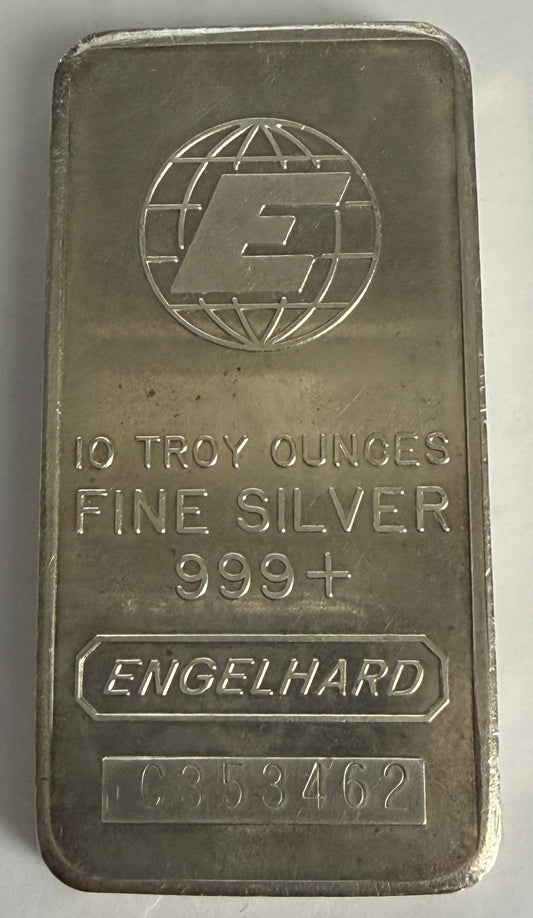 E
10 TROY OUNCES
FINE SILVER
999+
ENGELHARD
C353462